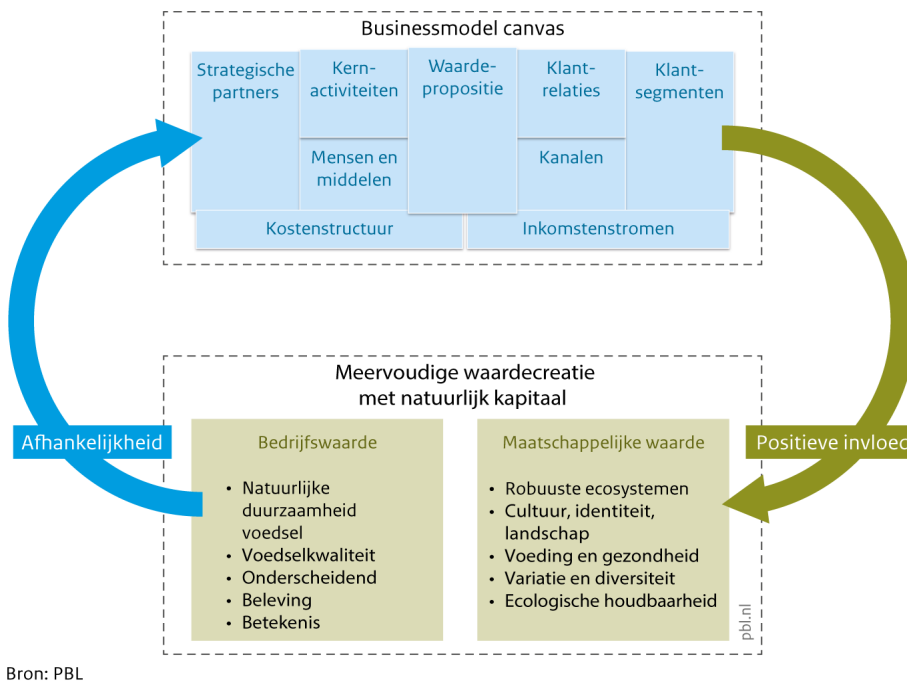 Businessmodel canvas
Strategische
partners
Kern-
activiteiten
Waarde-
propositie
Klant-
relaties
Klant-
segmenten
Mensen en
middelen
Kanalen
Kostenstructuur
Inkomstenstromen
Meervoudige waardecreatie
met natuurlijk kapitaal
Afhankelijkheid
Positieve invloed
Bedrijfswaarde
• Natuurlijke
duurzaamheid
voedsel
• Voedselkwaliteit
• Onderscheidend
• Beleving
• Betekenis
Maatschappelijke waarde
• Robuuste ecosystemen
• Cultuur, identiteit,
landschap
• Voeding en gezondheid
• Variatie en diversiteit
• Ecologische houdbaarheid
pbl.nl
Bron: PBL